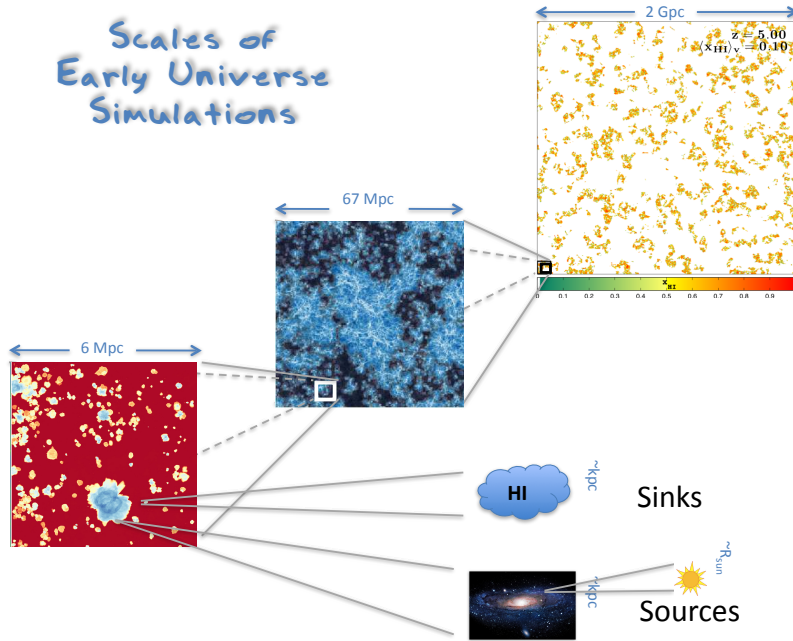 Scales of
Early Universe
Simulations
2 Gpc
z = 5.00
⟨x_HI⟩_v = 0.10
67 Mpc
x_HI
0 0.1 0.2 0.3 0.4 0.5 0.6 0.7 0.8 0.9
6 Mpc
HI
~kpc
Sinks
~kpc
~R_sun
Sources